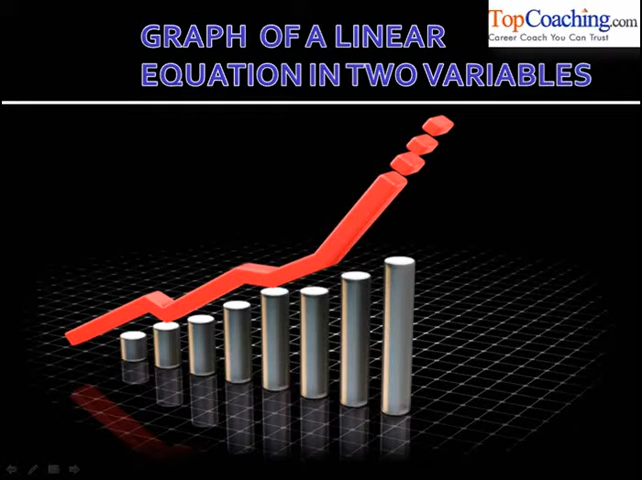 GRAPH OF A LINEAR
EQUATION IN TWO VARIABLES
TopCoaching.com
Career Coach You Can Trust